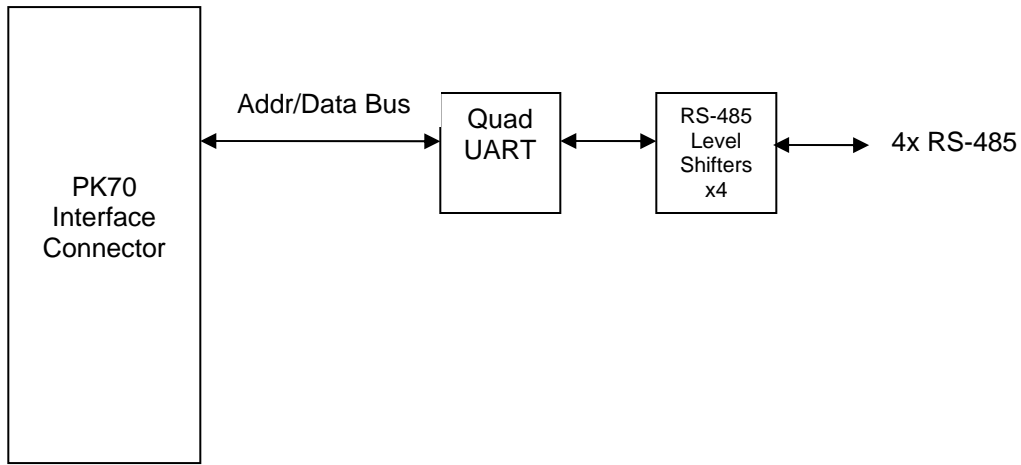 PK70
Interface
Connector
Addr/Data Bus
Quad
UART
RS-485
Level
Shifters
x4
4x RS-485